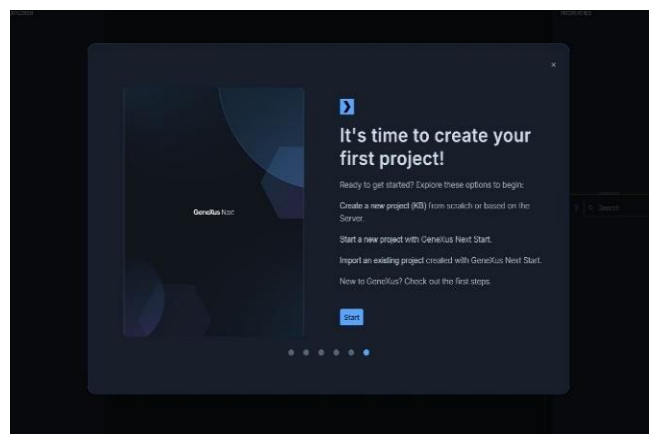 PROPERTIES
×
It's time to create your
first project!
GeneXus Next
Ready to get started? Explore these options to begin:
Create a new project (KB) from scratch or based on the
Server.
Start a new project with GeneXus Next Start.
Import an existing project created with GeneXus Next Start.
New to GeneXus? Check out the first steps.
Search
Start